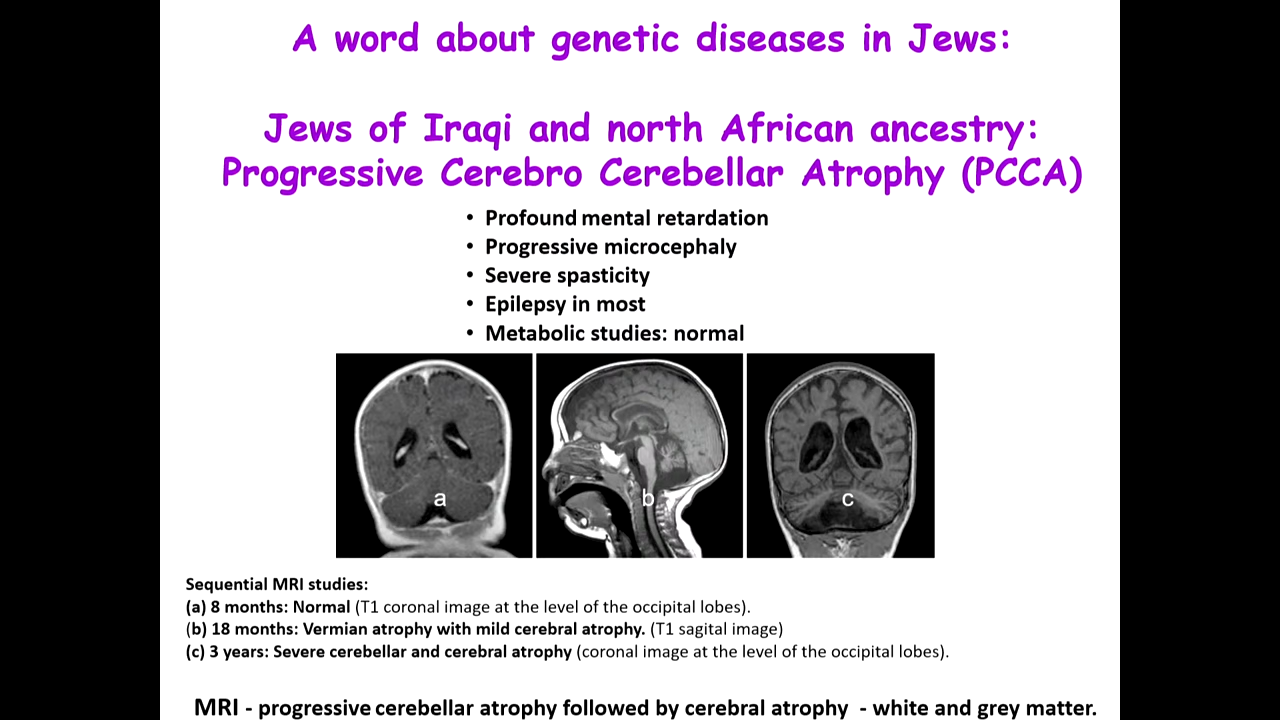 A word about genetic diseases in Jews:
Jews of Iraqi and north African ancestry:
Progressive Cerebro Cerebellar Atrophy (PCCA)
• Profound mental retardation
• Progressive microcephaly
• Severe spasticity
• Epilepsy in most
• Metabolic studies: normal
a
b
c
Sequential MRI studies:
(a) 8 months: Normal (T1 coronal image at the level of the occipital lobes).
(b) 18 months: Vermian atrophy with mild cerebral atrophy. (T1 sagital image)
(c) 3 years: Severe cerebellar and cerebral atrophy (coronal image at the level of the occipital lobes).
MRI - progressive cerebellar atrophy followed by cerebral atrophy - white and grey matter.